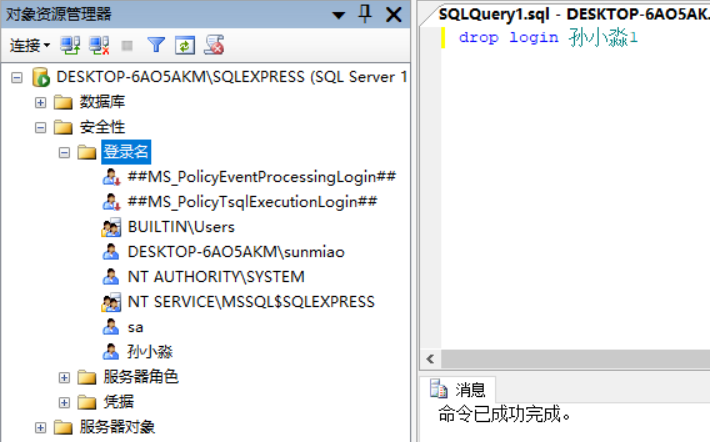 对象资源管理器
连接
DESKTOP-6AO5AKM\SQLEXPRESS (SQL Server 1
数据库
安全性
登录名
##MS_PolicyEventProcessingLogin##
##MS_PolicyTsqlExecutionLogin##
BUILTIN\Users
DESKTOP-6AO5AKM\sunmiao
NT AUTHORITY\SYSTEM
NT SERVICE\MSSQL$SQLEXPRESS
sa
孙小淼
服务器角色
凭据
服务器对象
SQLQuery1.sql - DESKTOP-6AO5AK.
drop login 孙小淼1
消息
命令已成功完成。